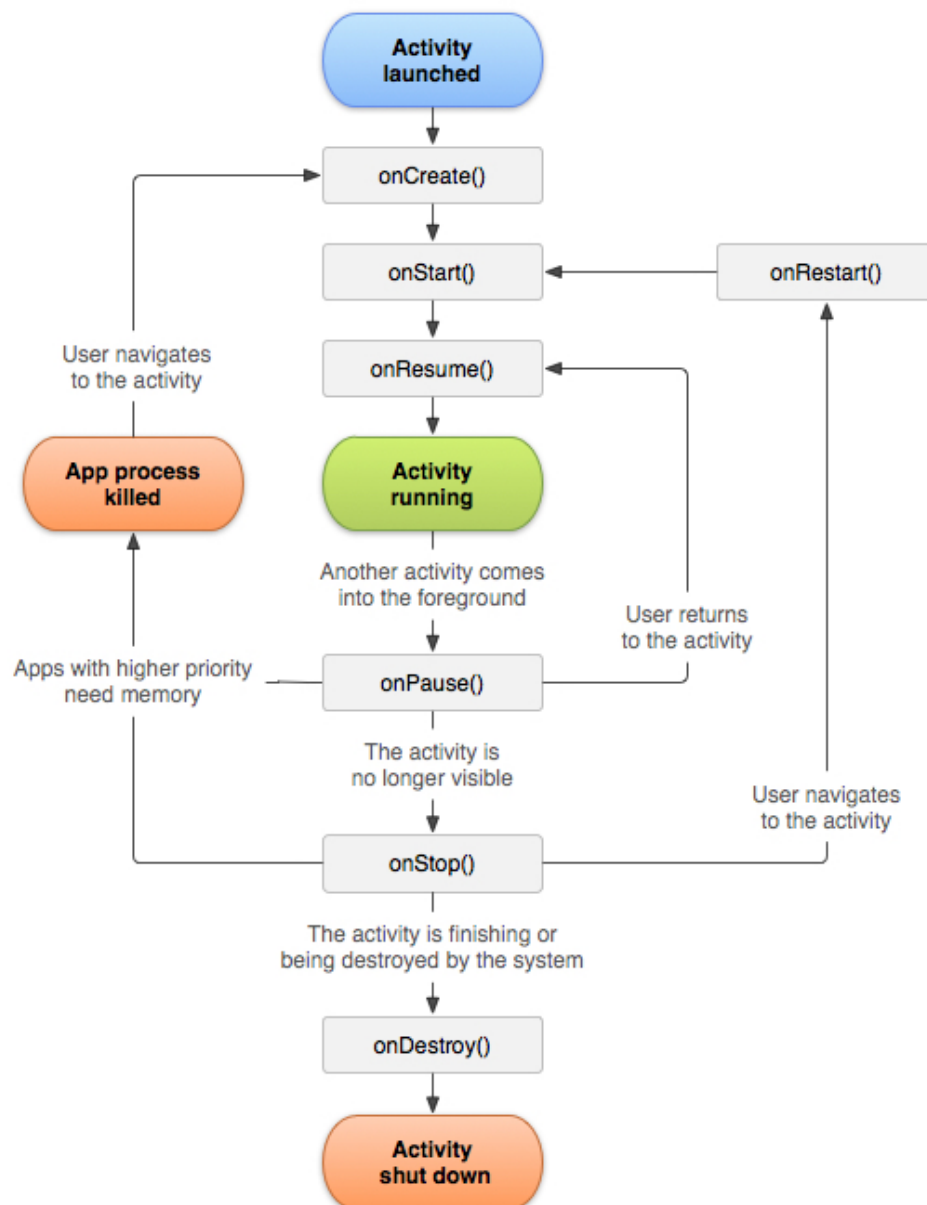 Activity
launched
onCreate()
onStart()
onRestart()
User navigates
to the activity
onResume()
App process
killed
Activity
running
Another activity comes
into the foreground
User returns
to the activity
Apps with higher priority
need memory
onPause()
The activity is
no longer visible
User navigates
to the activity
onStop()
The activity is finishing or
being destroyed by the system
onDestroy()
Activity
shut down